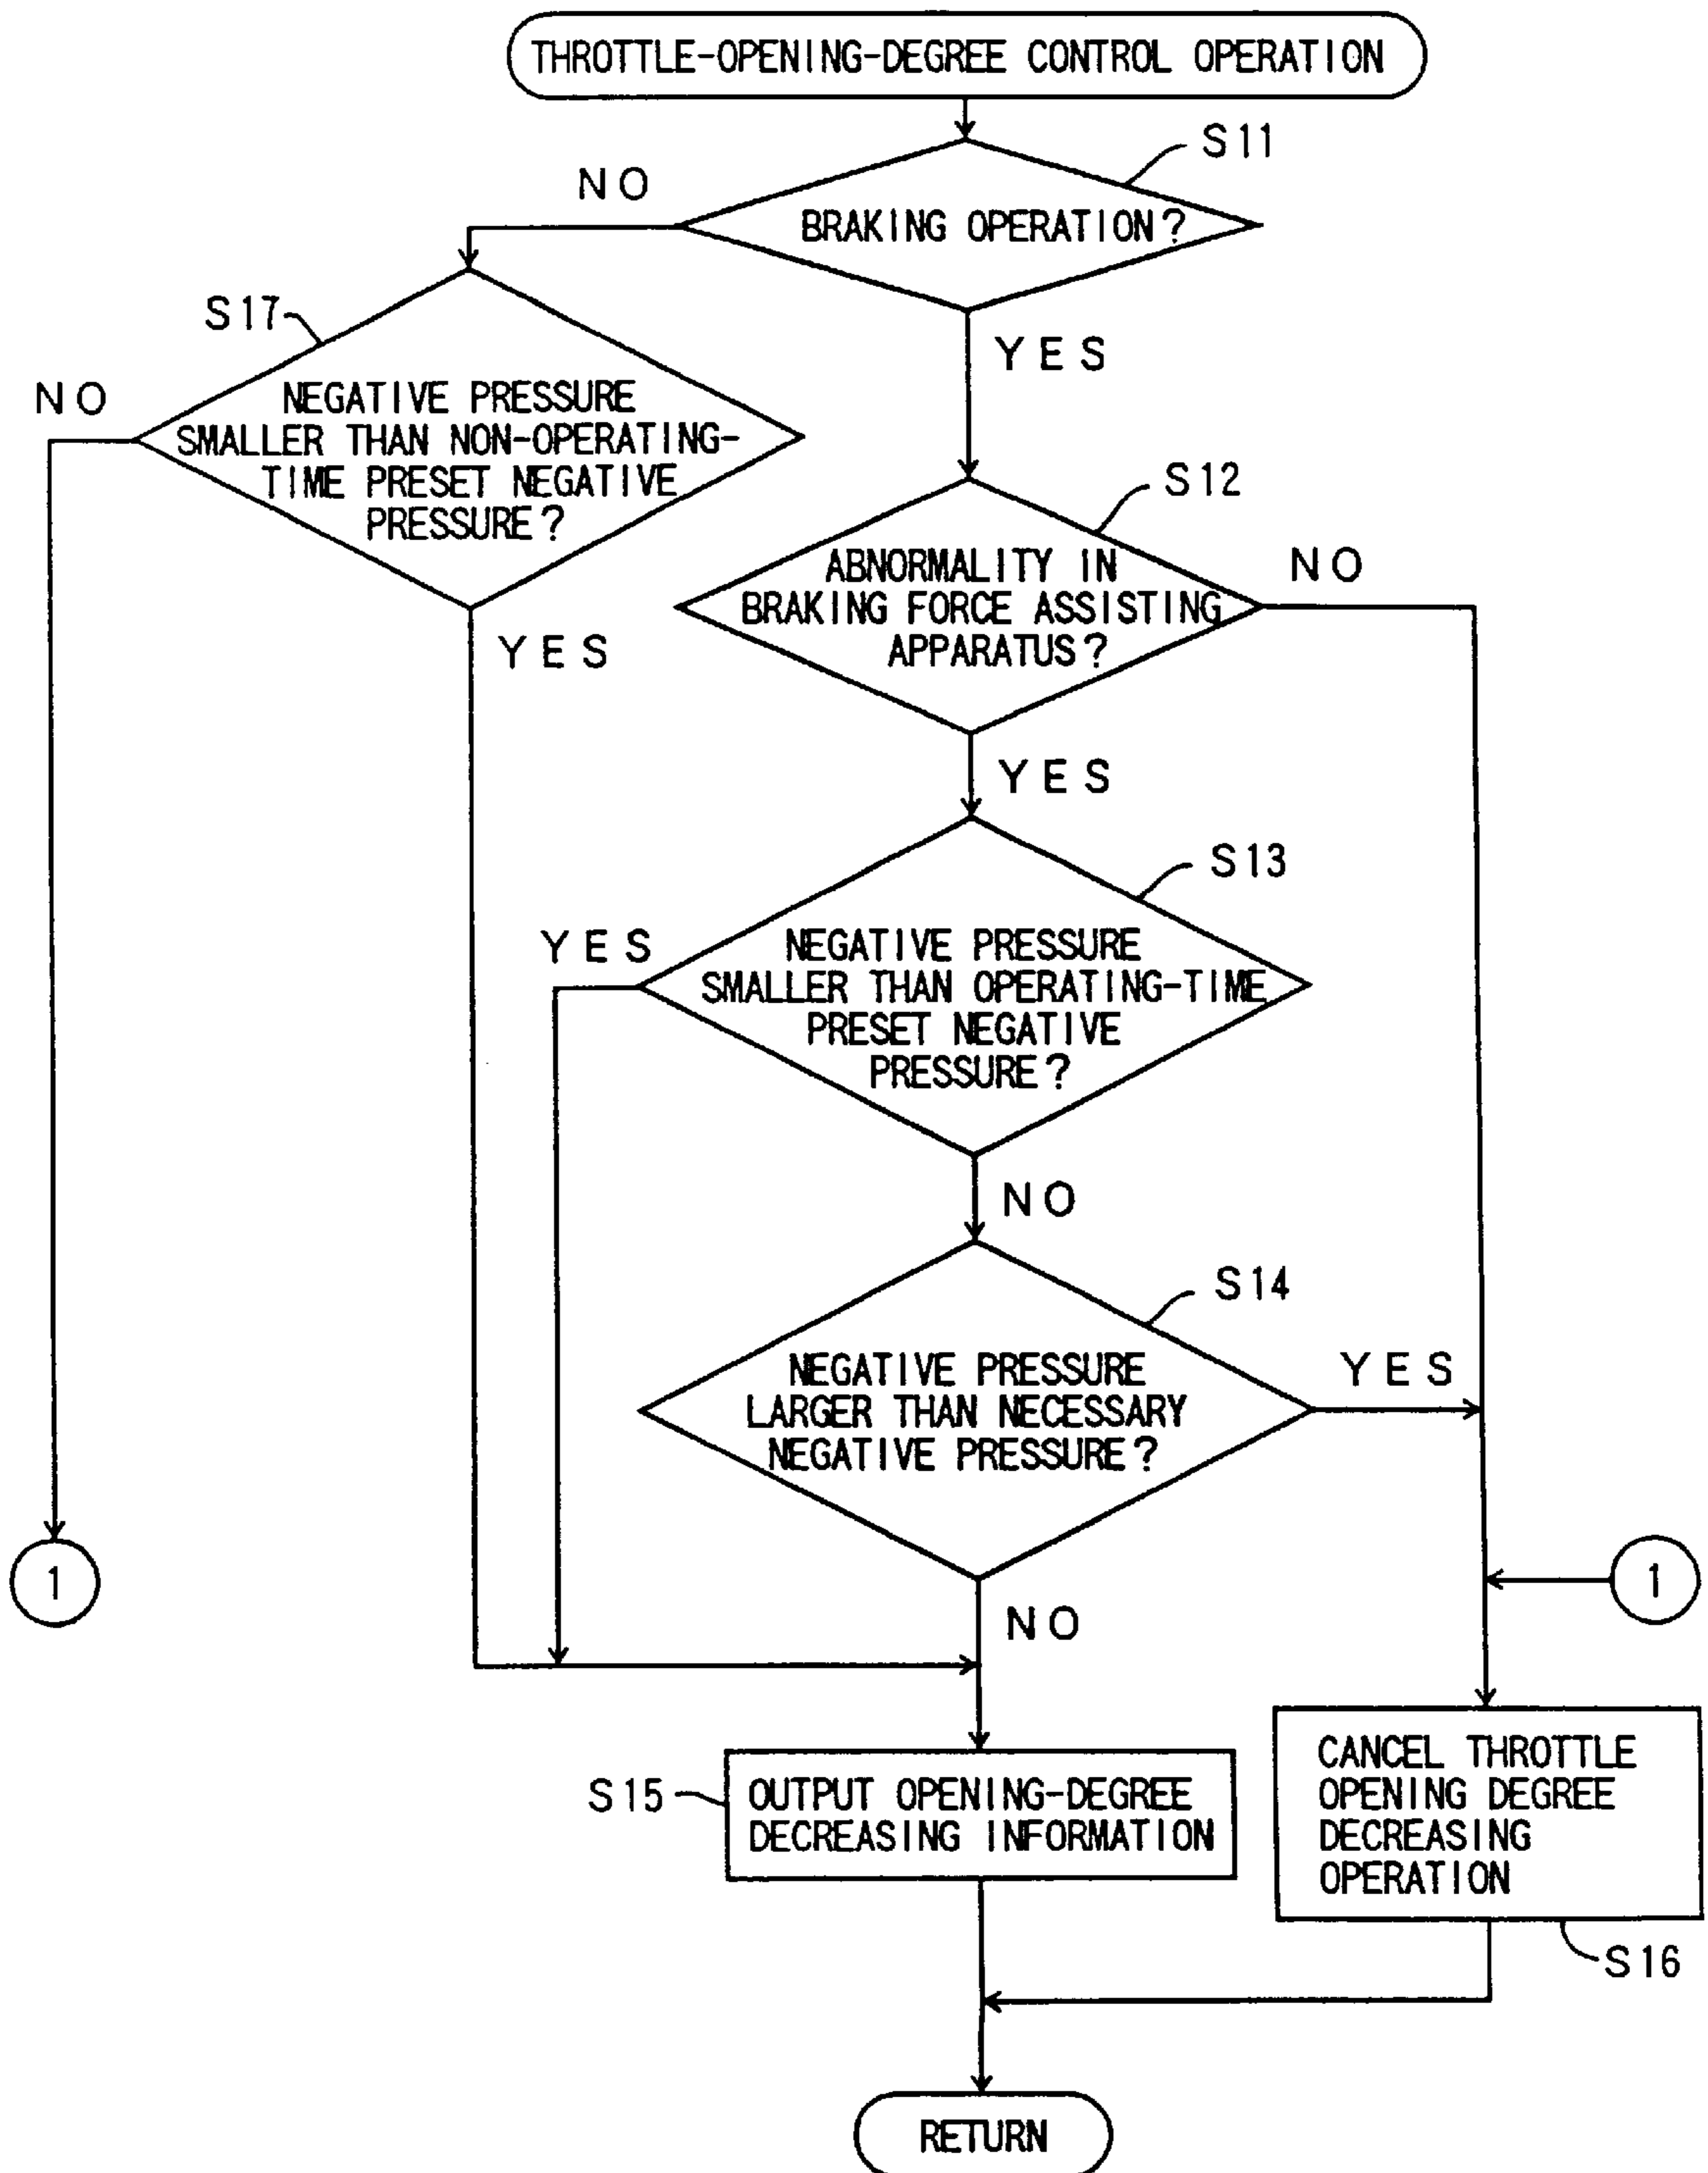 THROTTLE-OPENING-DEGREE CONTROL OPERATION
S11
NO
BRAKING OPERATION?
S17
YES
NO
NEGATIVE PRESSURE
SMALLER THAN NON-OPERATING-
TIME PRESET NEGATIVE
PRESSURE?
S12
ABNORMALITY IN
BRAKING FORCE ASSISTING
APPARATUS?
NO
YES
YES
S13
YES
NEGATIVE PRESSURE
SMALLER THAN OPERATING-TIME
PRESET NEGATIVE
PRESSURE?
NO
S14
NEGATIVE PRESSURE
LARGER THAN NECESSARY
NEGATIVE PRESSURE?
YES
1
1
NO
S15
OUTPUT OPENING-DEGREE
DECREASING INFORMATION
CANCEL THROTTLE
OPENING DEGREE
DECREASING
OPERATION
S16
RETURN